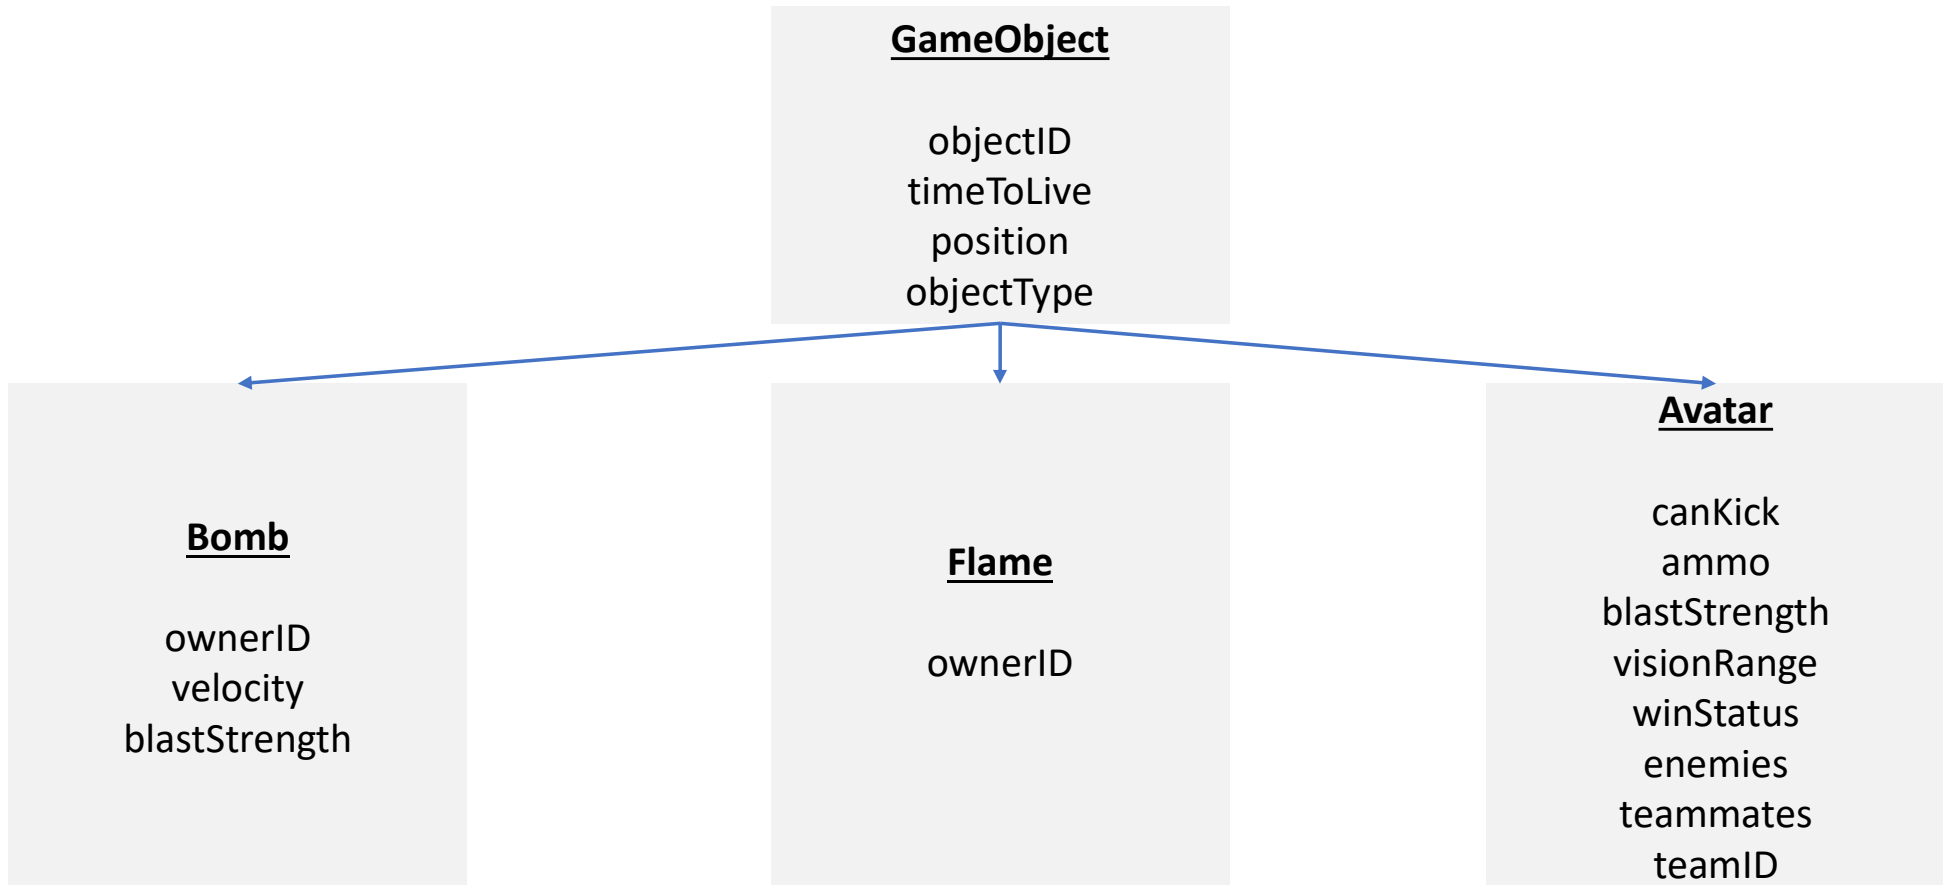 GameObject
objectID
timeToLive
position
objectType
Bomb
ownerID
velocity
blastStrength
Flame
ownerID
Avatar
canKick
ammo
blastStrength
visionRange
winStatus
enemies
teammates
teamID